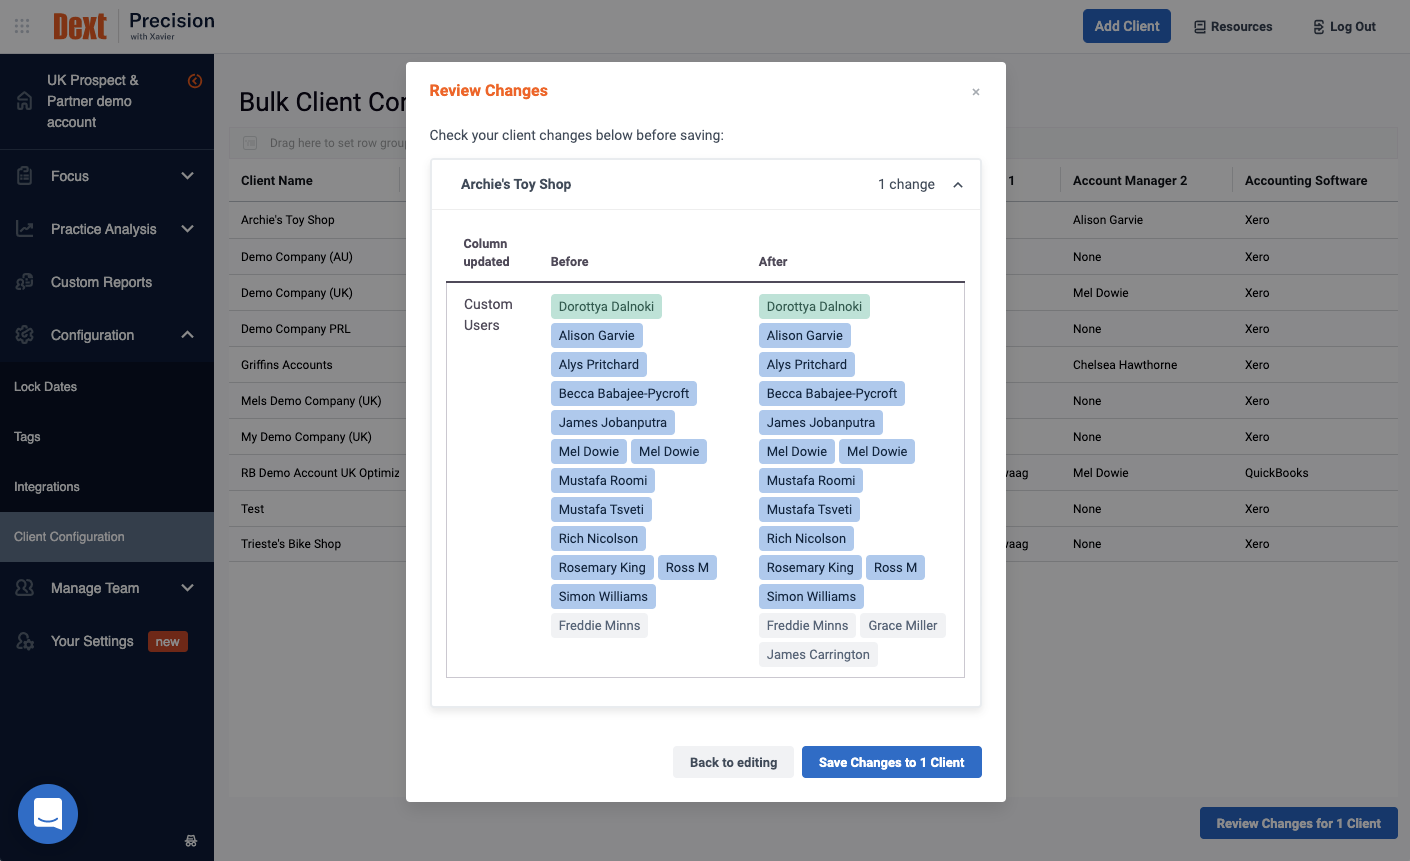 Dext
Precision
with Xavier
Add Client
Resources
Log Out
UK Prospect &
Partner demo
account
Focus
Practice Analysis
Custom Reports
Configuration
Lock Dates
Tags
Integrations
Client Configuration
Manage Team
Your Settings new
Bulk Client Con
Drag here to set row group
Client Name
1
Account Manager 2
Accounting Software
Archie's Toy Shop
Alison Garvie
Xero
Demo Company (AU)
None
Xero
Demo Company (UK)
Mel Dowie
Xero
Demo Company PRL
None
Xero
Griffins Accounts
Chelsea Hawthorne
Xero
Mels Demo Company (UK)
None
Xero
My Demo Company (UK)
None
Xero
RB Demo Account UK Optimiz
vaag
Mel Dowie
QuickBooks
Test
None
Xero
Trieste's Bike Shop
vaag
None
Xero
Review Changes
×
Check your client changes below before saving:
Archie's Toy Shop
1 change
Column
updated
Before
After
Custom
Users
Dorottya Dalnoki
Alison Garvie
Alys Pritchard
Becca Babajee-Pycroft
James Jobanputra
Mel Dowie Mel Dowie
Mustafa Roomi
Mustafa Tsveti
Rich Nicolson
Rosemary King Ross M
Simon Williams
Freddie Minns
Dorottya Dalnoki
Alison Garvie
Alys Pritchard
Becca Babajee-Pycroft
James Jobanputra
Mel Dowie Mel Dowie
Mustafa Roomi
Mustafa Tsveti
Rich Nicolson
Rosemary King Ross M
Simon Williams
Freddie Minns Grace Miller
James Carrington
Back to editing
Save Changes to 1 Client
Review Changes for 1 Client